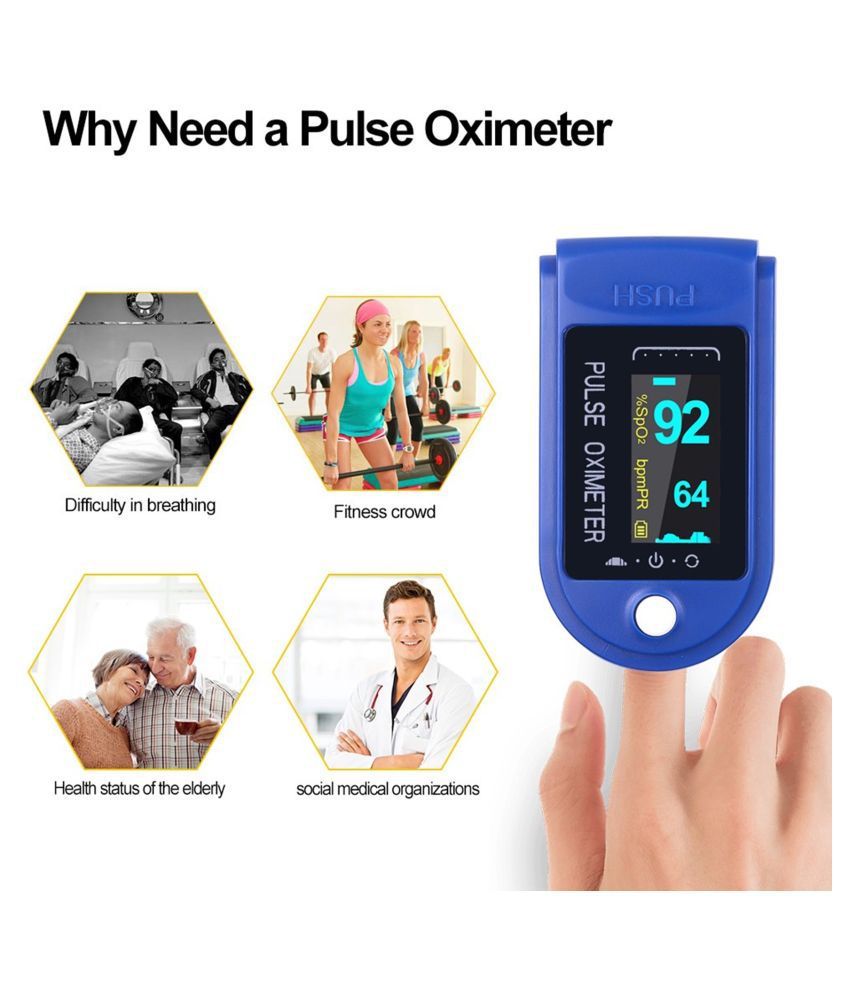 Why Need a Pulse Oximeter
PUSH
PULSE OXIMETER
%SpO2
92
bpmPR
64
Difficulty in breathing
Fitness crowd
Health status of the elderly
social medical organizations